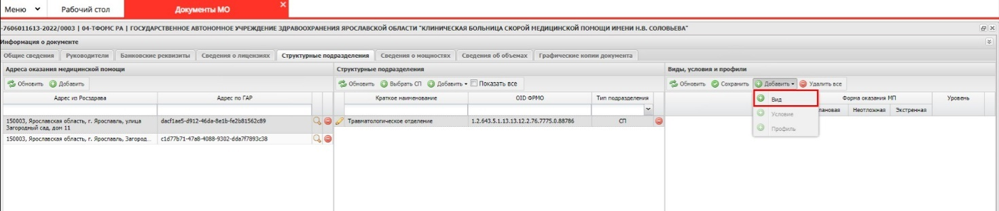 Меню Рабочий стол Документы МО
-7606011613-2022/0003 | 04-ТФОМС РА | ГОСУДАРСТВЕННОЕ АВТОНОМНОЕ УЧРЕЖДЕНИЕ ЗДРАВООХРАНЕНИЯ ЯРОСЛАВСКОЙ ОБЛАСТИ "КЛИНИЧЕСКАЯ БОЛЬНИЦА СКОРОЙ МЕДИЦИНСКОЙ ПОМОЩИ ИМЕНИ Н.В. СОЛОВЬЕВА"
Информация о документе
Общие сведения Руководители Банковские реквизиты Сведения о лицензиях Структурные подразделения Сведения о мощностях Сведения об объемах Графические копии документа
Адреса оказания медицинской помощи Структурные подразделения Виды, условия и профили
Обновить Добавить Обновить Выбрать СП Добавить Показать все Обновить Сохранить Добавить Удалить все
Адрес из Росздрава Адрес по ГАР Краткое наименование OID ФРМО Тип подразделения Вид Форма оказания МП Уровень
лановая Неотложная Экстренная
Условие
150003, Ярославская область, г. Ярославль, улица Загородный сад, дом 11 dacf1ae5-d912-46da-8e1b-fe2b81562c89 Травматологическое отделение 1.2.643.5.1.13.13.12.2.76.7775.0.88786 СП
Профиль
150003, Ярославская область, г. Ярославль, Загород... c1d77b71-47a8-4088-9302-dda7f7893c38